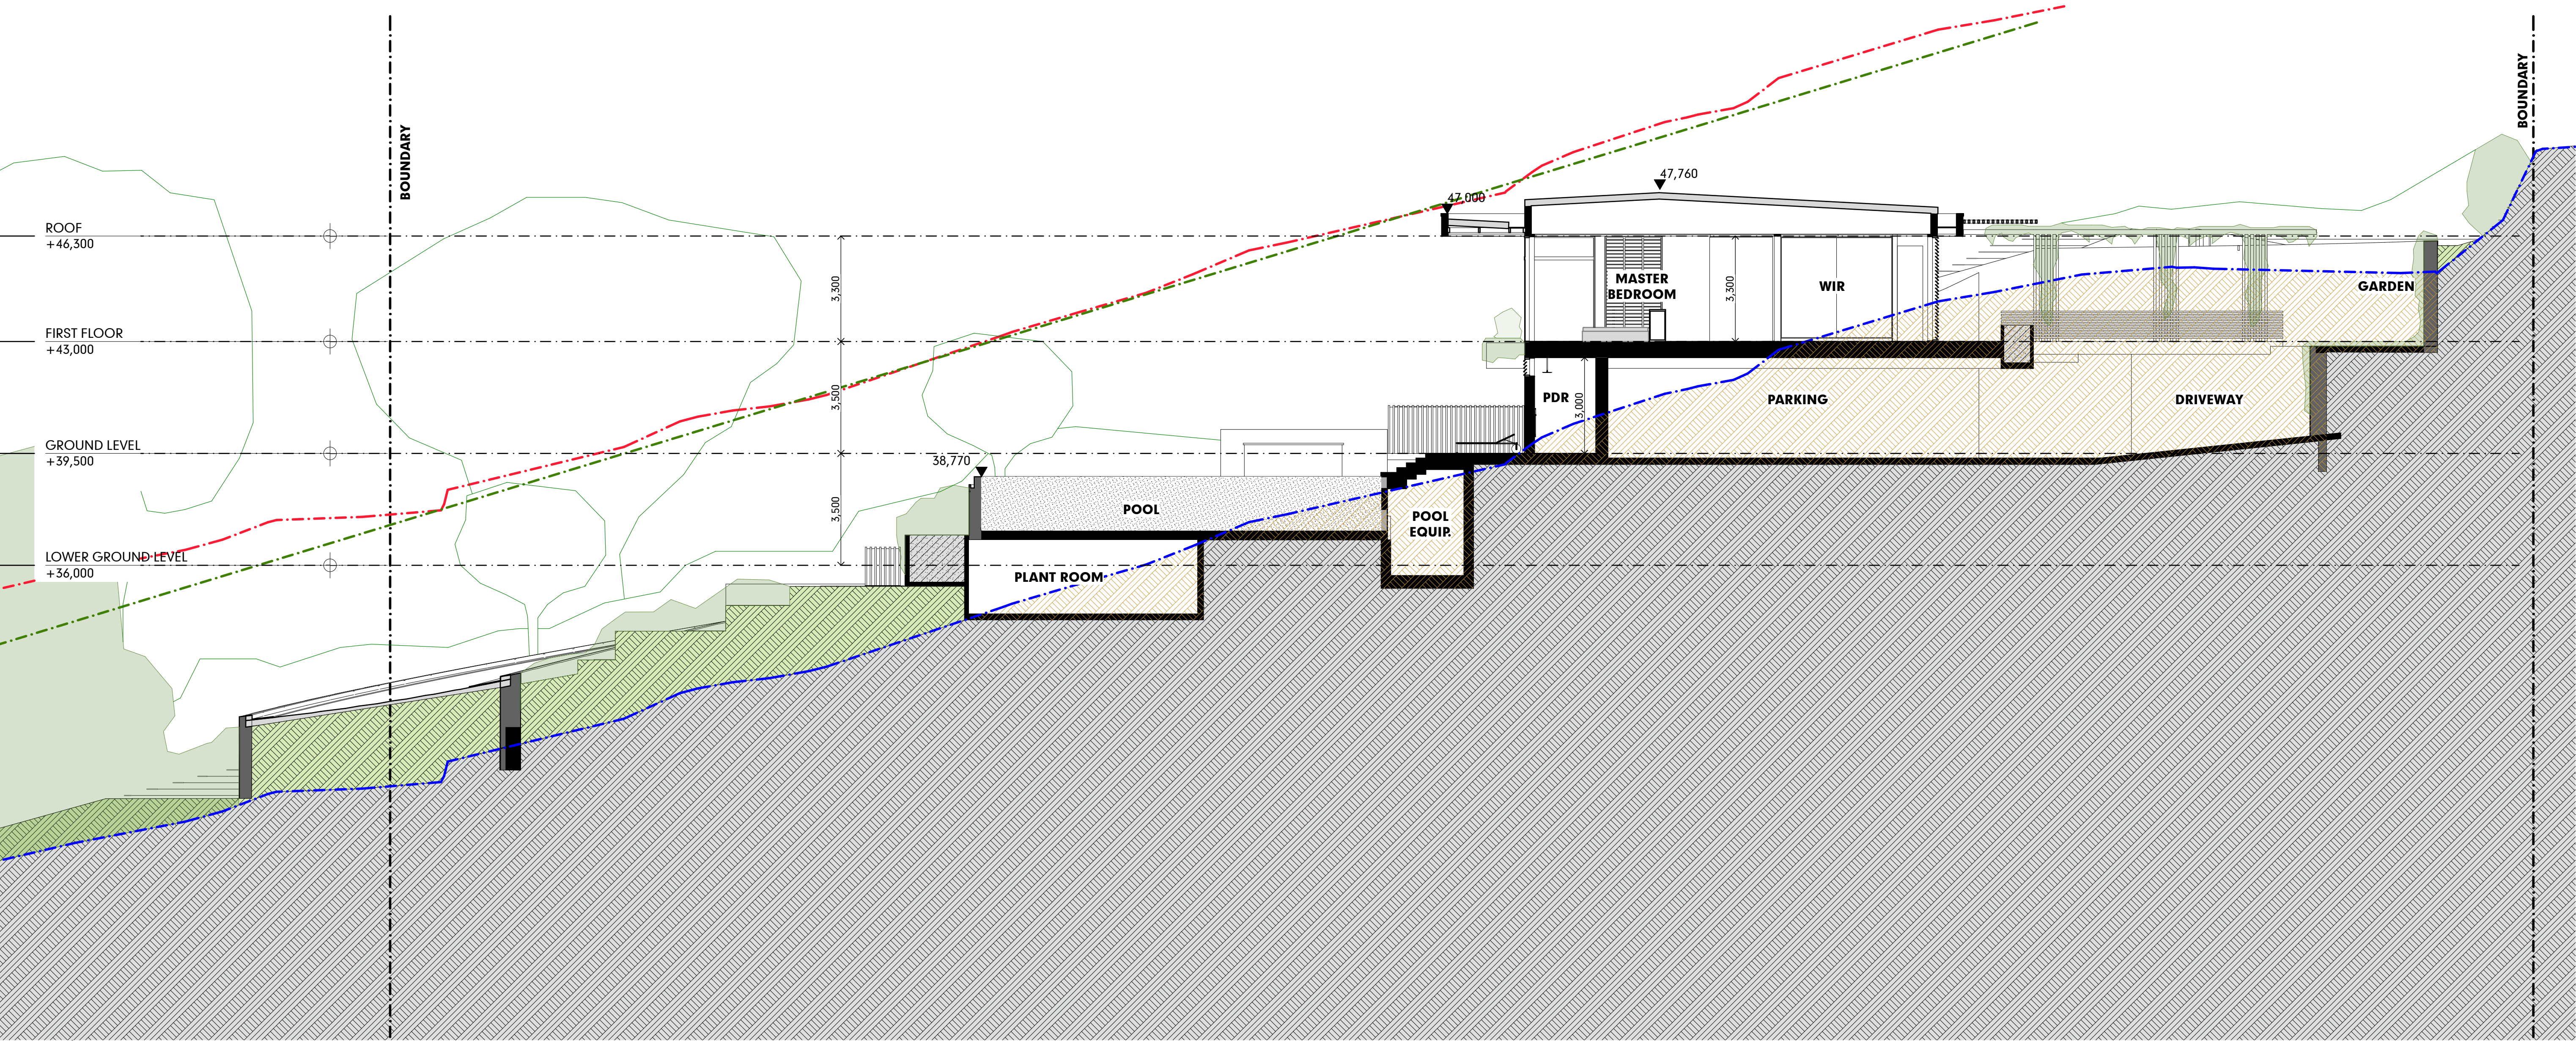 BOUNDARY
BOUNDARY
47,760
47,000
ROOF
+46,300
3,300
3,300
MASTER
BEDROOM
WIR
GARDEN
FIRST FLOOR
+43,000
3,500
PDR
3,000
PARKING
DRIVEWAY
GROUND LEVEL
+39,500
38,770
3,500
POOL
POOL
EQUIP.
LOWER GROUND LEVEL
+36,000
PLANT ROOM